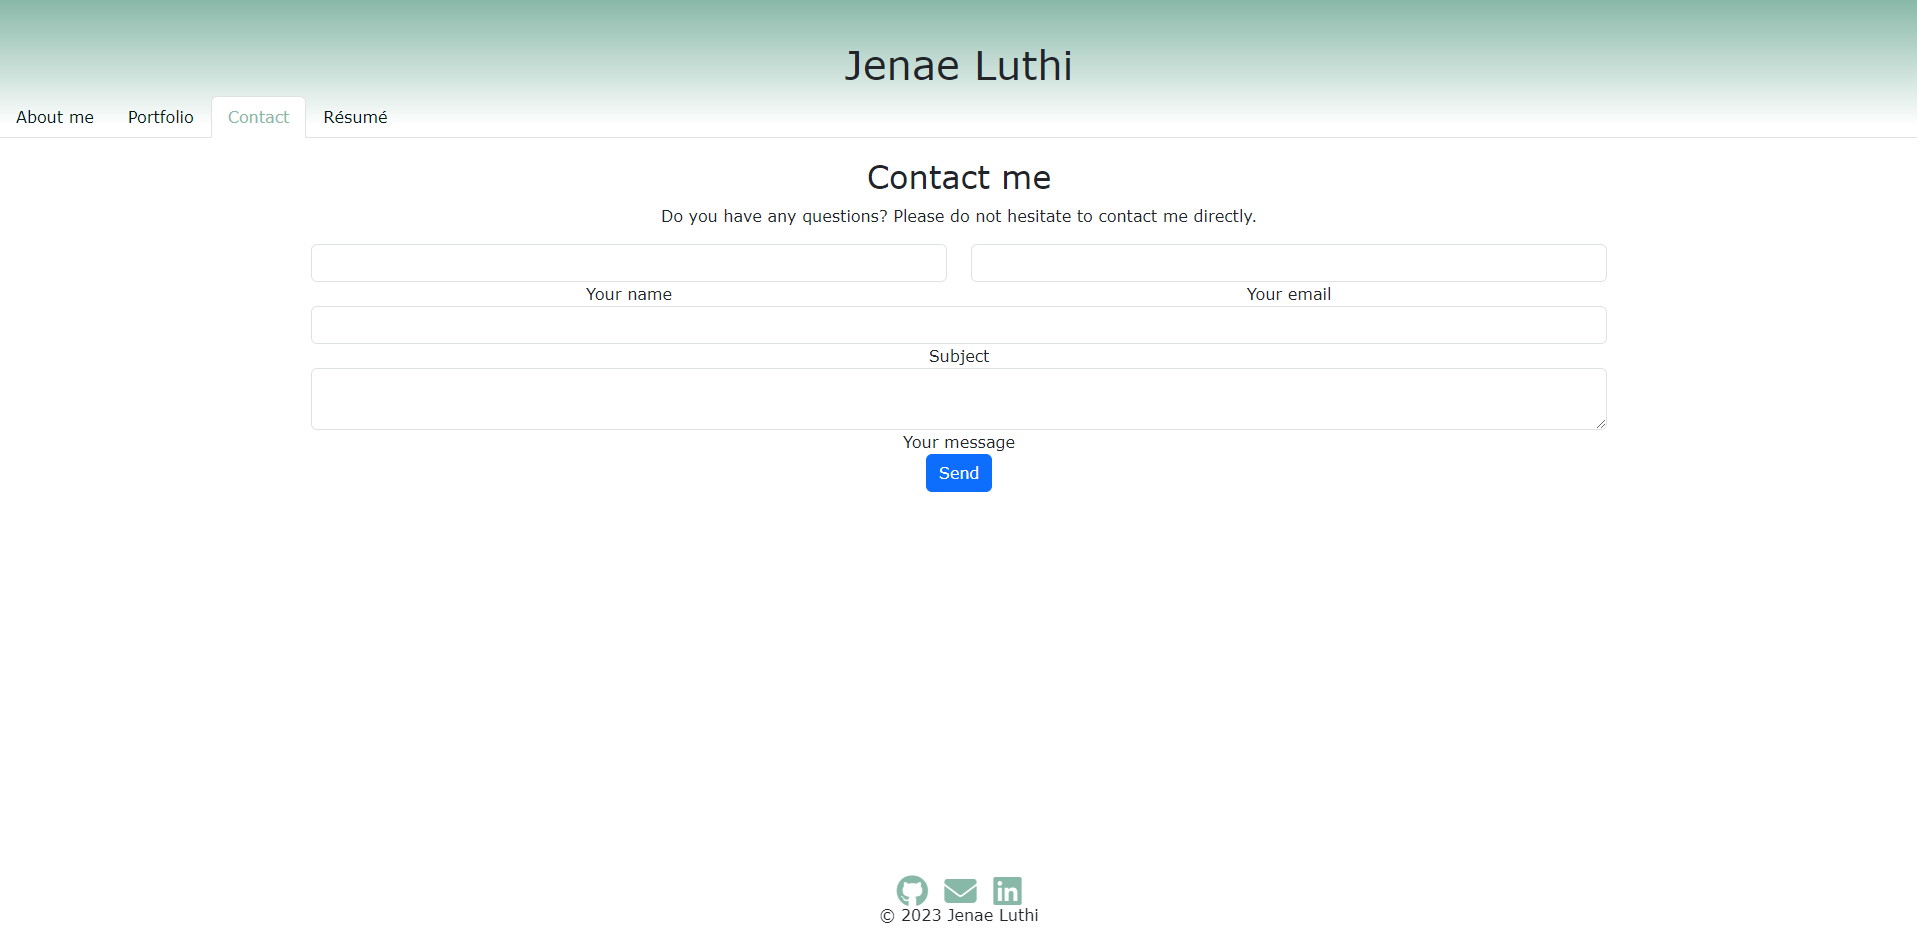 Jenae Luthi
About me Portfolio Contact Résumé
Contact me
Do you have any questions? Please do not hesitate to contact me directly.
Your name Your email
Subject
Your message
Send
© 2023 Jenae Luthi